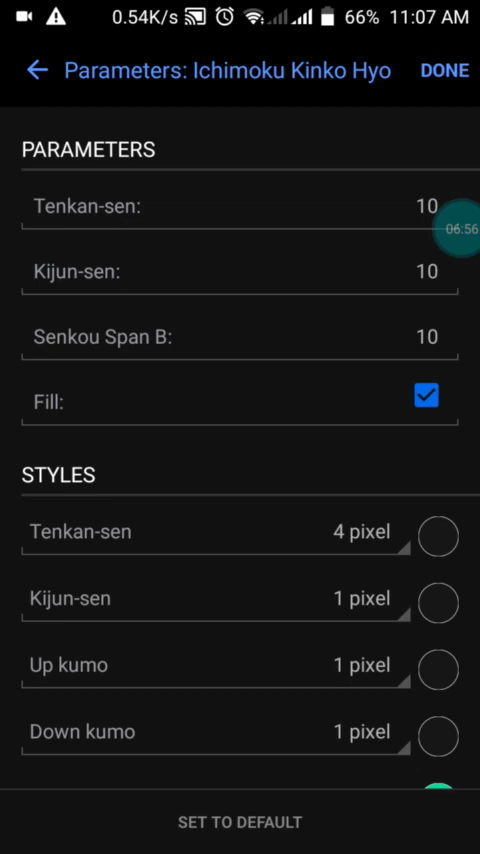 0.54K/s 66% 11:07 AM
Parameters: Ichimoku Kinko Hyo DONE
PARAMETERS
Tenkan-sen: 10
06:56
Kijun-sen: 10
Senkou Span B: 10
Fill:
STYLES
Tenkan-sen 4 pixel
Kijun-sen 1 pixel
Up kumo 1 pixel
Down kumo 1 pixel
SET TO DEFAULT